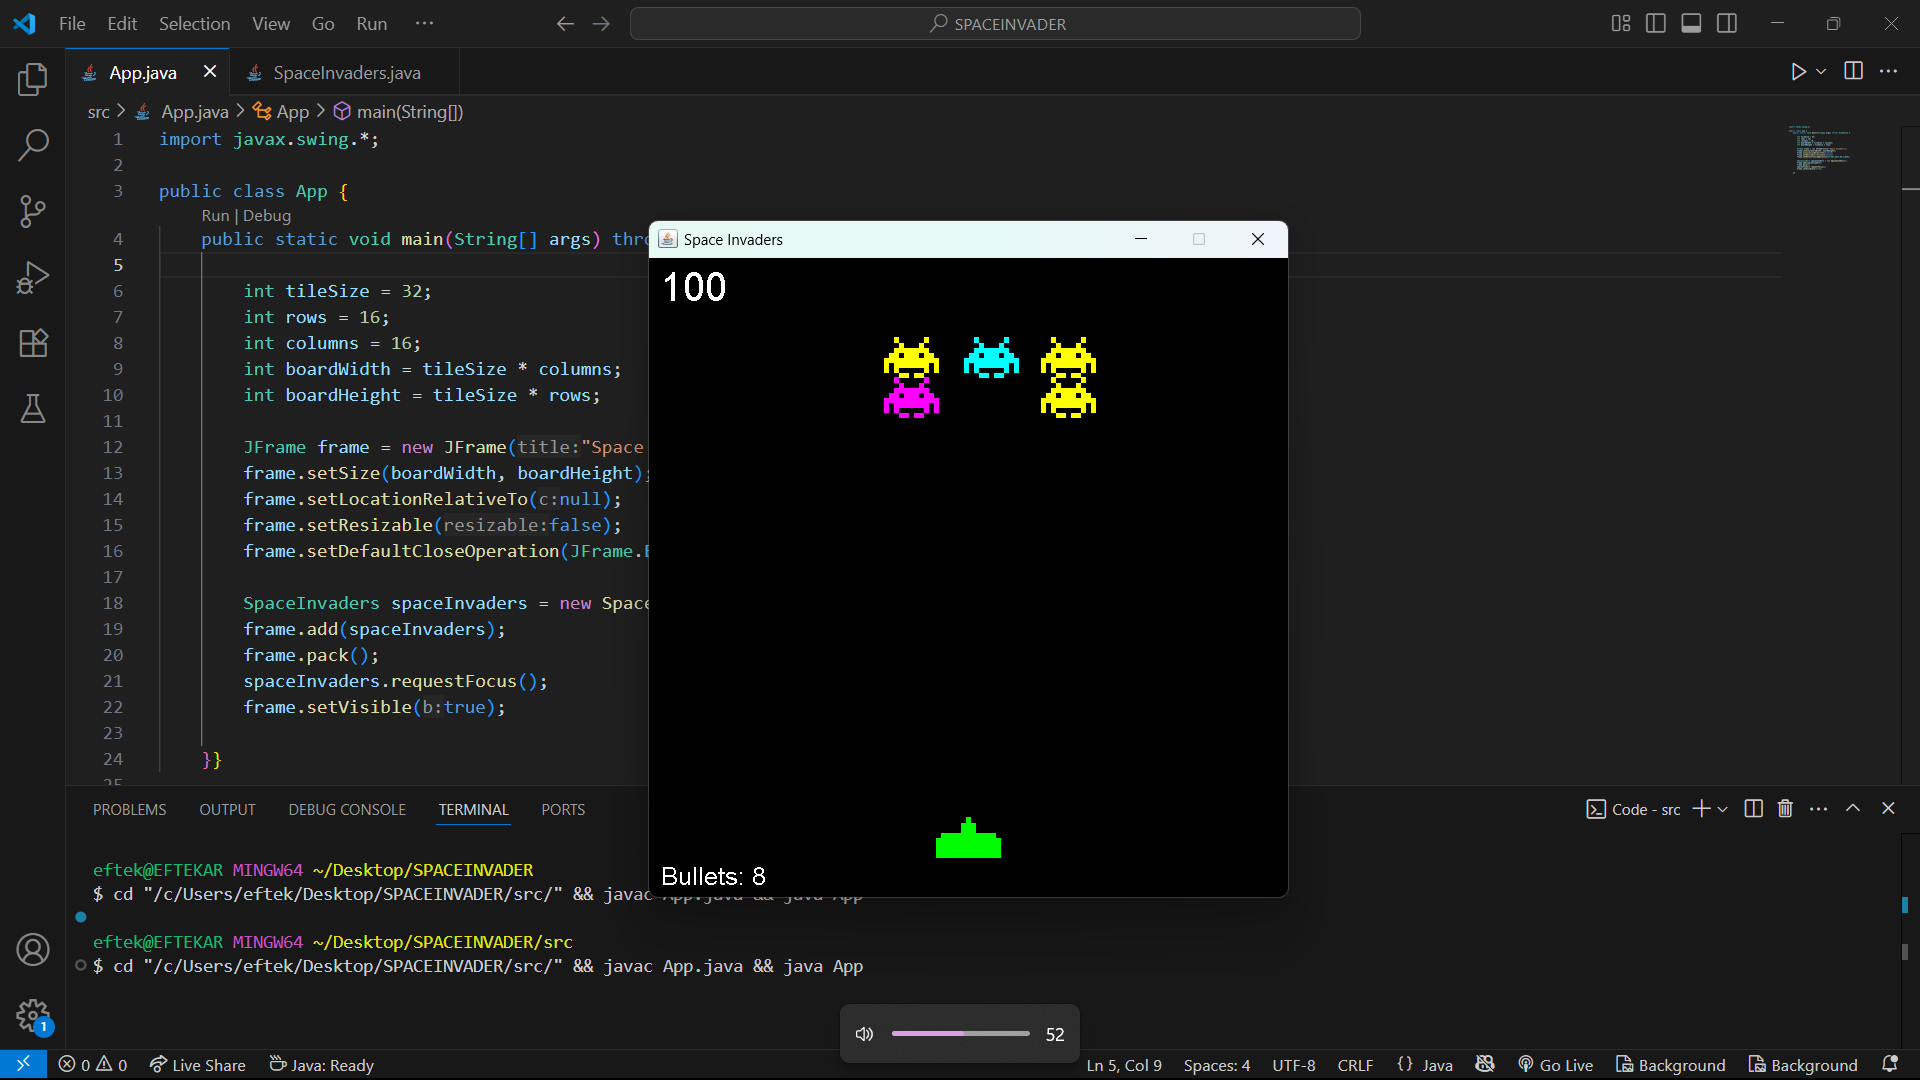 File Edit Selection View Go Run ··· SPACEINVADER
App.java SpaceInvaders.java
src > App.java > App > main(String[])
1 import javax.swing.*;
2
3 public class App {
Run | Debug
4 public static void main(String[] args) thro
5
6 int tileSize = 32;
7 int rows = 16;
8 int columns = 16;
9 int boardWidth = tileSize * columns;
10 int boardHeight = tileSize * rows;
11
12 JFrame frame = new JFrame(title:"Space
13 frame.setSize(boardWidth, boardHeight);
14 frame.setLocationRelativeTo(c:null);
15 frame.setResizable(resizable:false);
16 frame.setDefaultCloseOperation(JFrame.E
17
18 SpaceInvaders spaceInvaders = new Space
19 frame.add(spaceInvaders);
20 frame.pack();
21 spaceInvaders.requestFocus();
22 frame.setVisible(b:true);
23
24 }}
25
Space Invaders
100
Bullets: 8
PROBLEMS OUTPUT DEBUG CONSOLE TERMINAL PORTS
Code - src
eftek@EFTEKAR MINGW64 ~/Desktop/SPACEINVADER
$ cd "/c/Users/eftek/Desktop/SPACEINVADER/src/" && javac App.java && java App
eftek@EFTEKAR MINGW64 ~/Desktop/SPACEINVADER/src
$ cd "/c/Users/eftek/Desktop/SPACEINVADER/src/" && javac App.java && java App
52
1
0 0 Live Share Java: Ready Ln 5, Col 9 Spaces: 4 UTF-8 CRLF {} Java Go Live Background Background